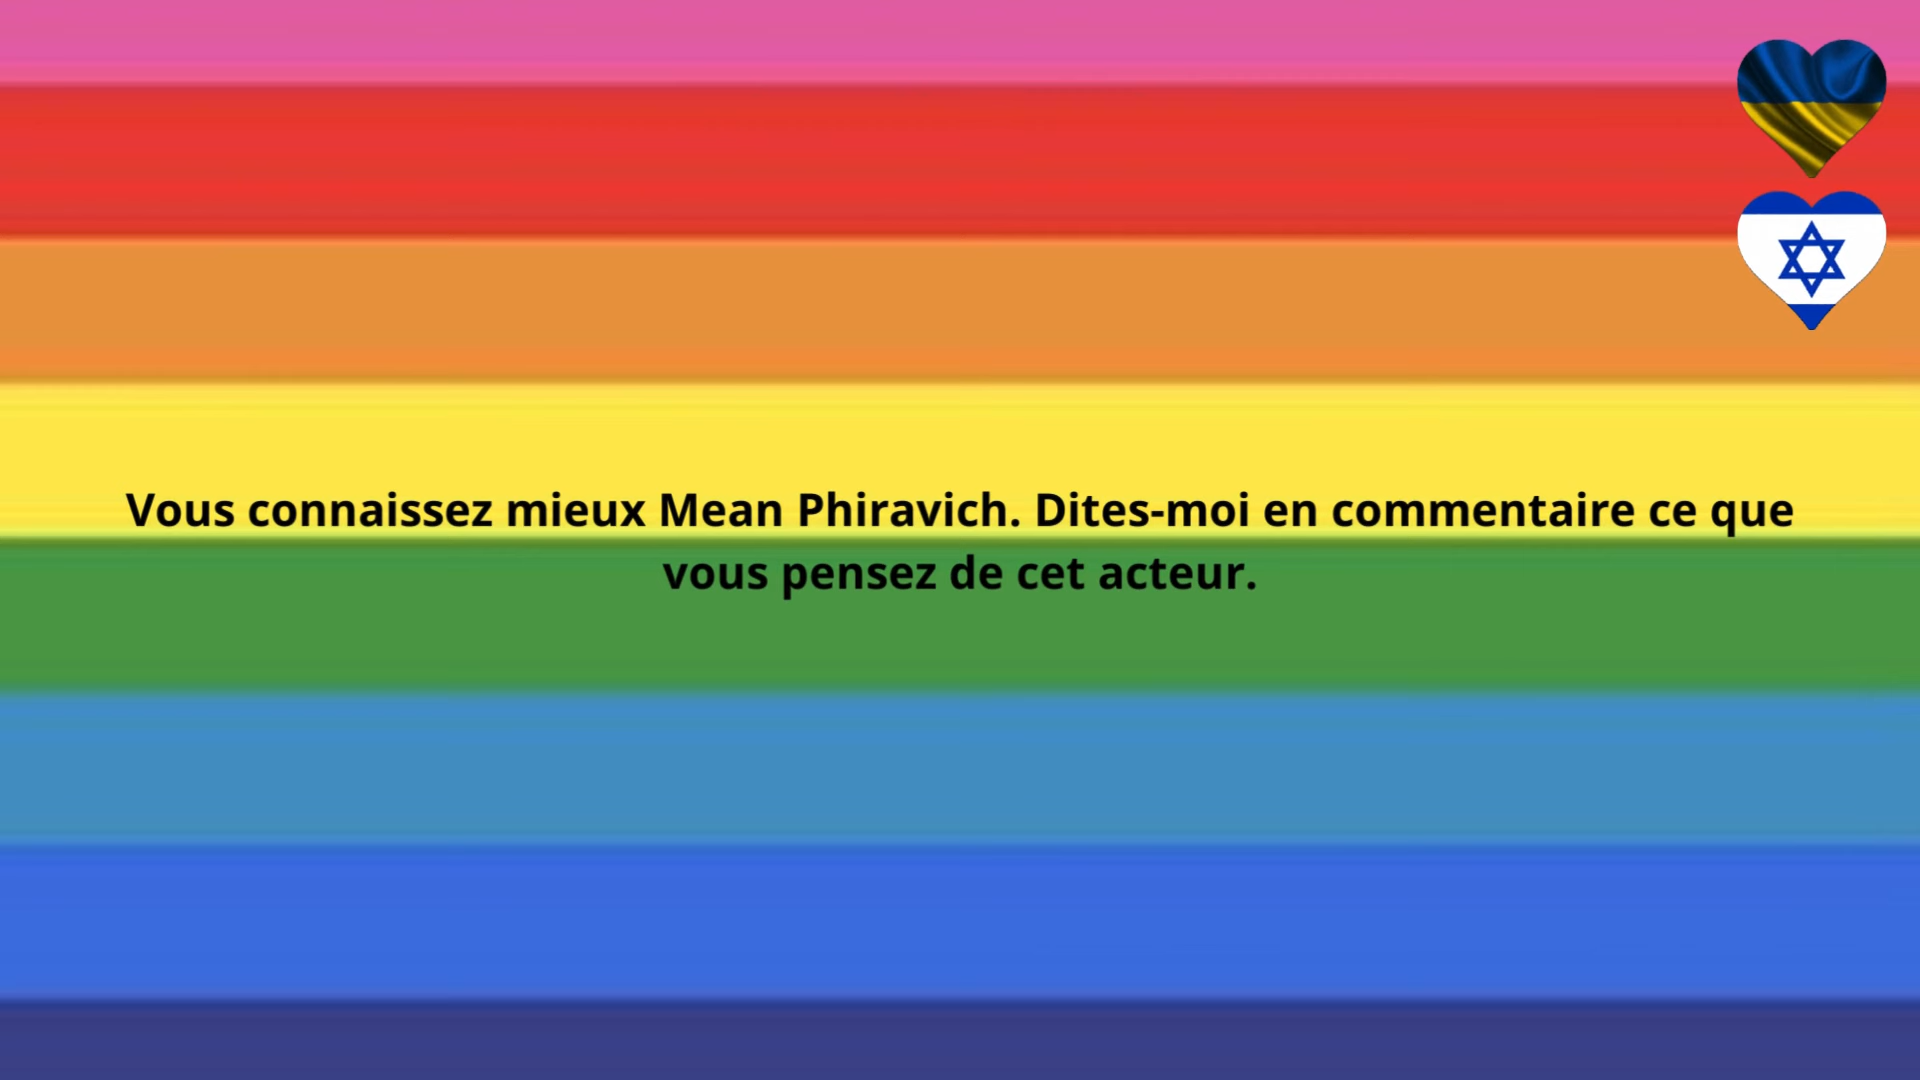 Vous connaissez mieux Mean Phiravich. Dites-moi en commentaire ce que
vous pensez de cet acteur.